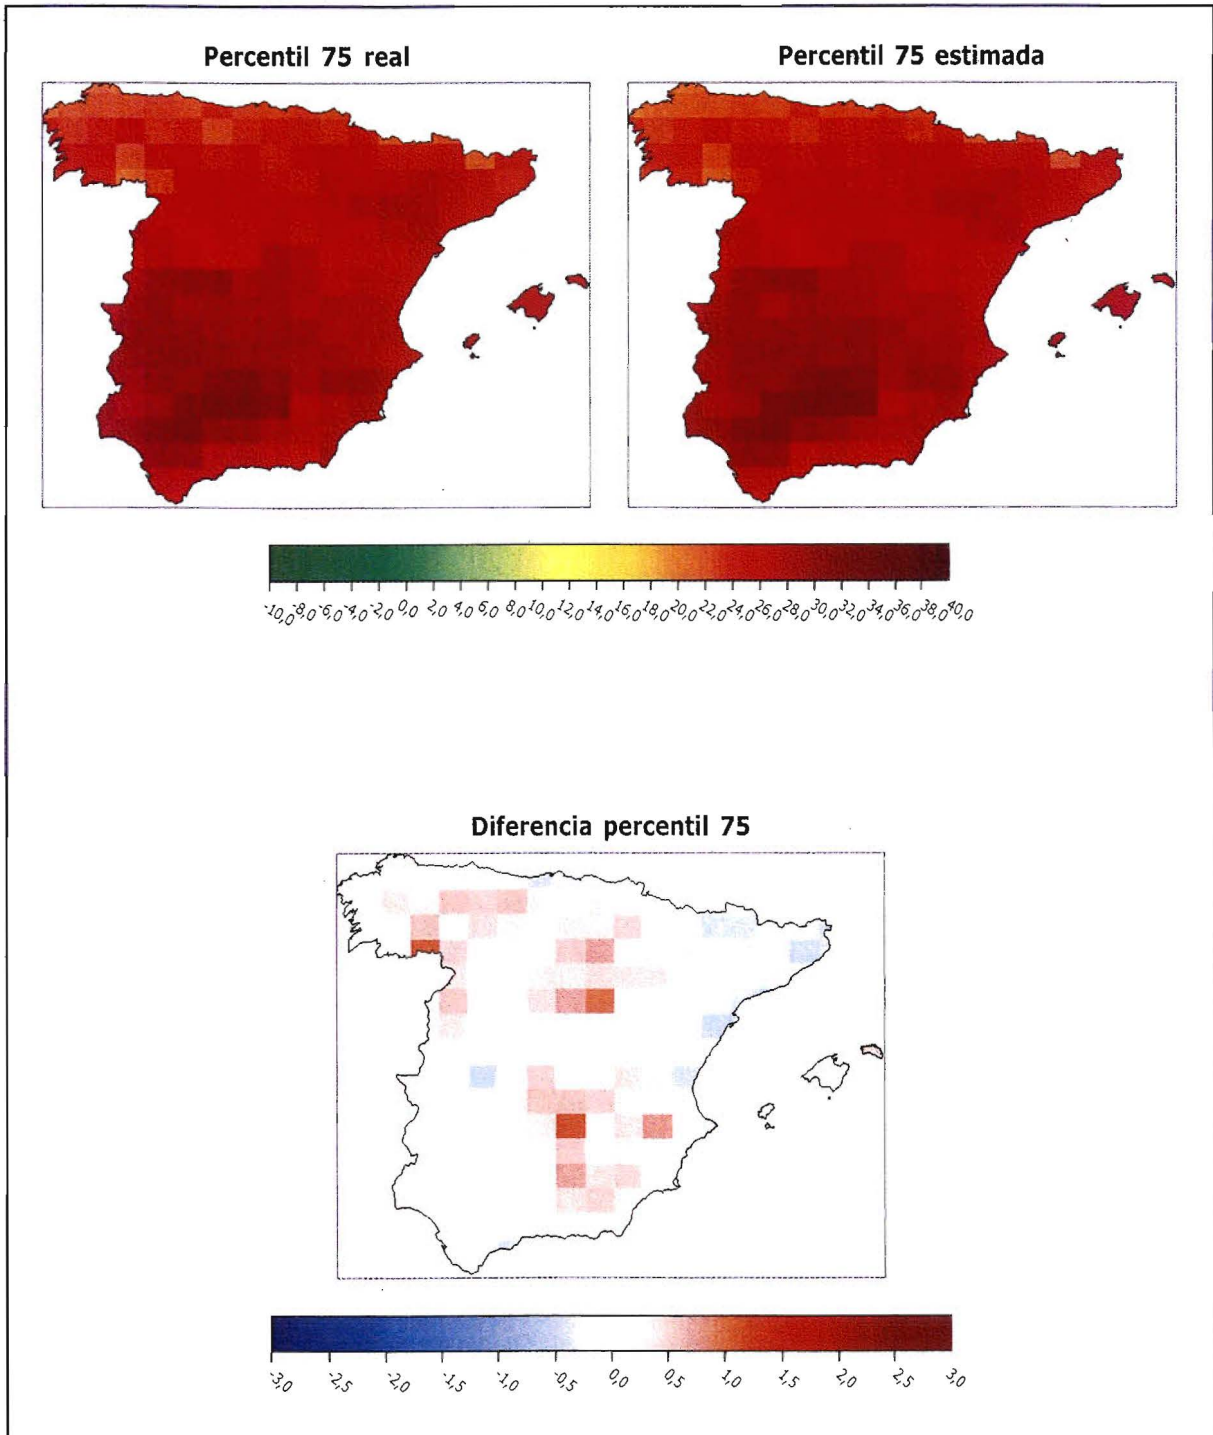 Percentil 75 real
Percentil 75 estimada
-10,0 -8,0 -6,0 -4,0 -2,0 0,0 2,0 4,0 6,0 8,0 10,0 12,0 14,0 16,0 18,0 20,0 22,0 24,0 26,0 28,0 30,0 32,0 34,0 36,0 38,0 40,0
Diferencia percentil 75
-3,0 -2,5 -2,0 -1,5 -1,0 -0,5 0,0 0,5 1,0 1,5 2,0 2,5 3,0